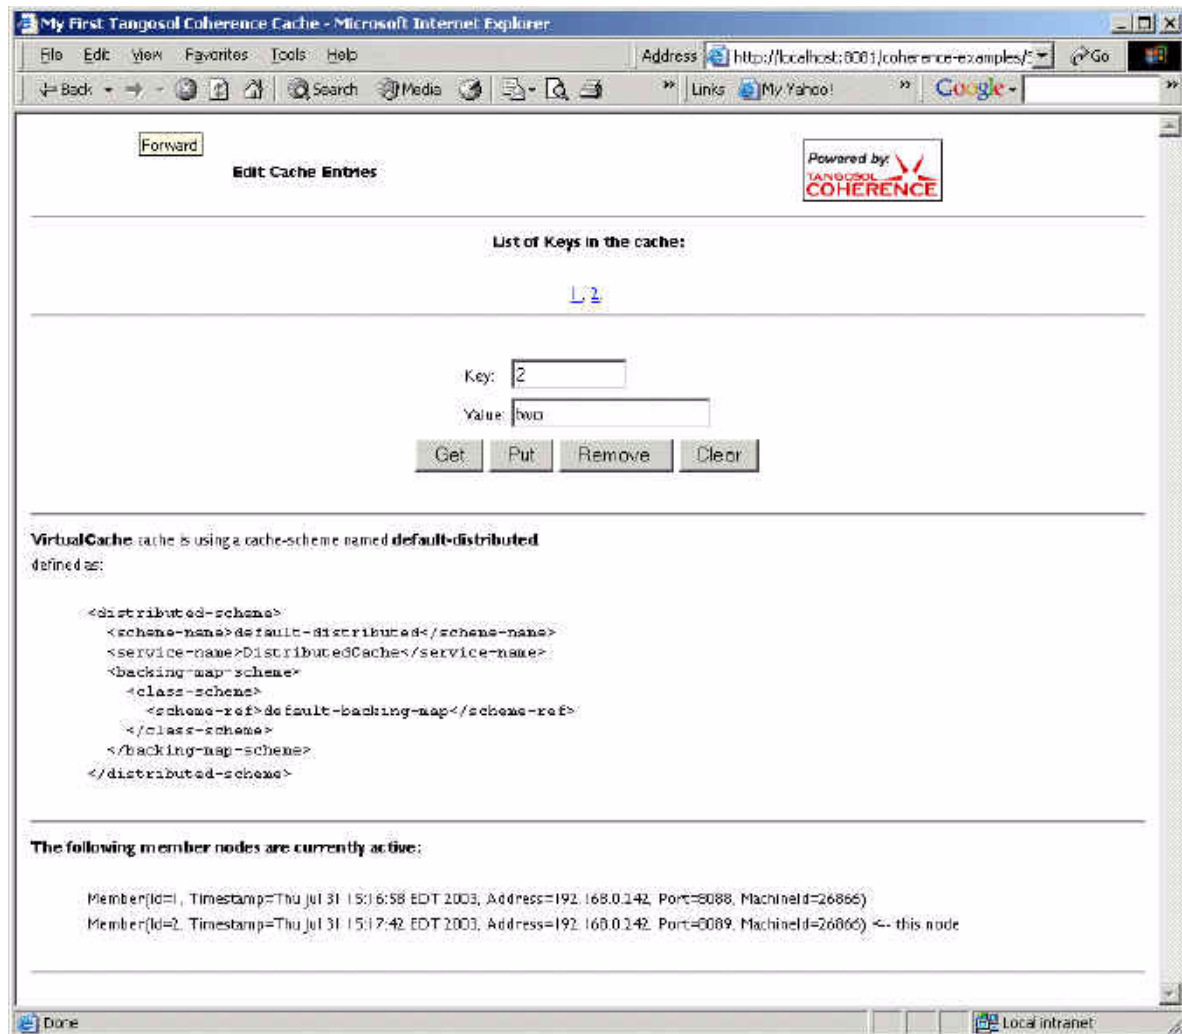 My First Tangosol Coherence Cache - Microsoft Internet Explorer
File Edit View Favorites Tools Help Address http://localhost:8081/coherence-examples/ Go
Back Search Media Links My Yahoo! Google
Forward
Edit Cache Entries
Powered by:
TANGOSOL
COHERENCE
List of Keys in the cache:
1, 2,
Key: 2
Value: two
Get Put Remove Clear
VirtualCache cache is using a cache-scheme named default-distributed
defined as:
<distributed-scheme>
<scheme-name>default-distributed</scheme-name>
<service-name>DistributedCache</service-name>
<backing-map-scheme>
<class-scheme>
<scheme-ref>default-backing-map</scheme-ref>
</class-scheme>
</backing-map-scheme>
</distributed-scheme>
The following member nodes are currently active:
Member(Id=1, Timestamp=Thu Jul 31 15:16:58 EDT 2003, Address=192.168.0.242, Port=8088, MachineId=26866)
Member(Id=2, Timestamp=Thu Jul 31 15:17:42 EDT 2003, Address=192.168.0.242, Port=8089, MachineId=26866) <-- this node
Done Local intranet